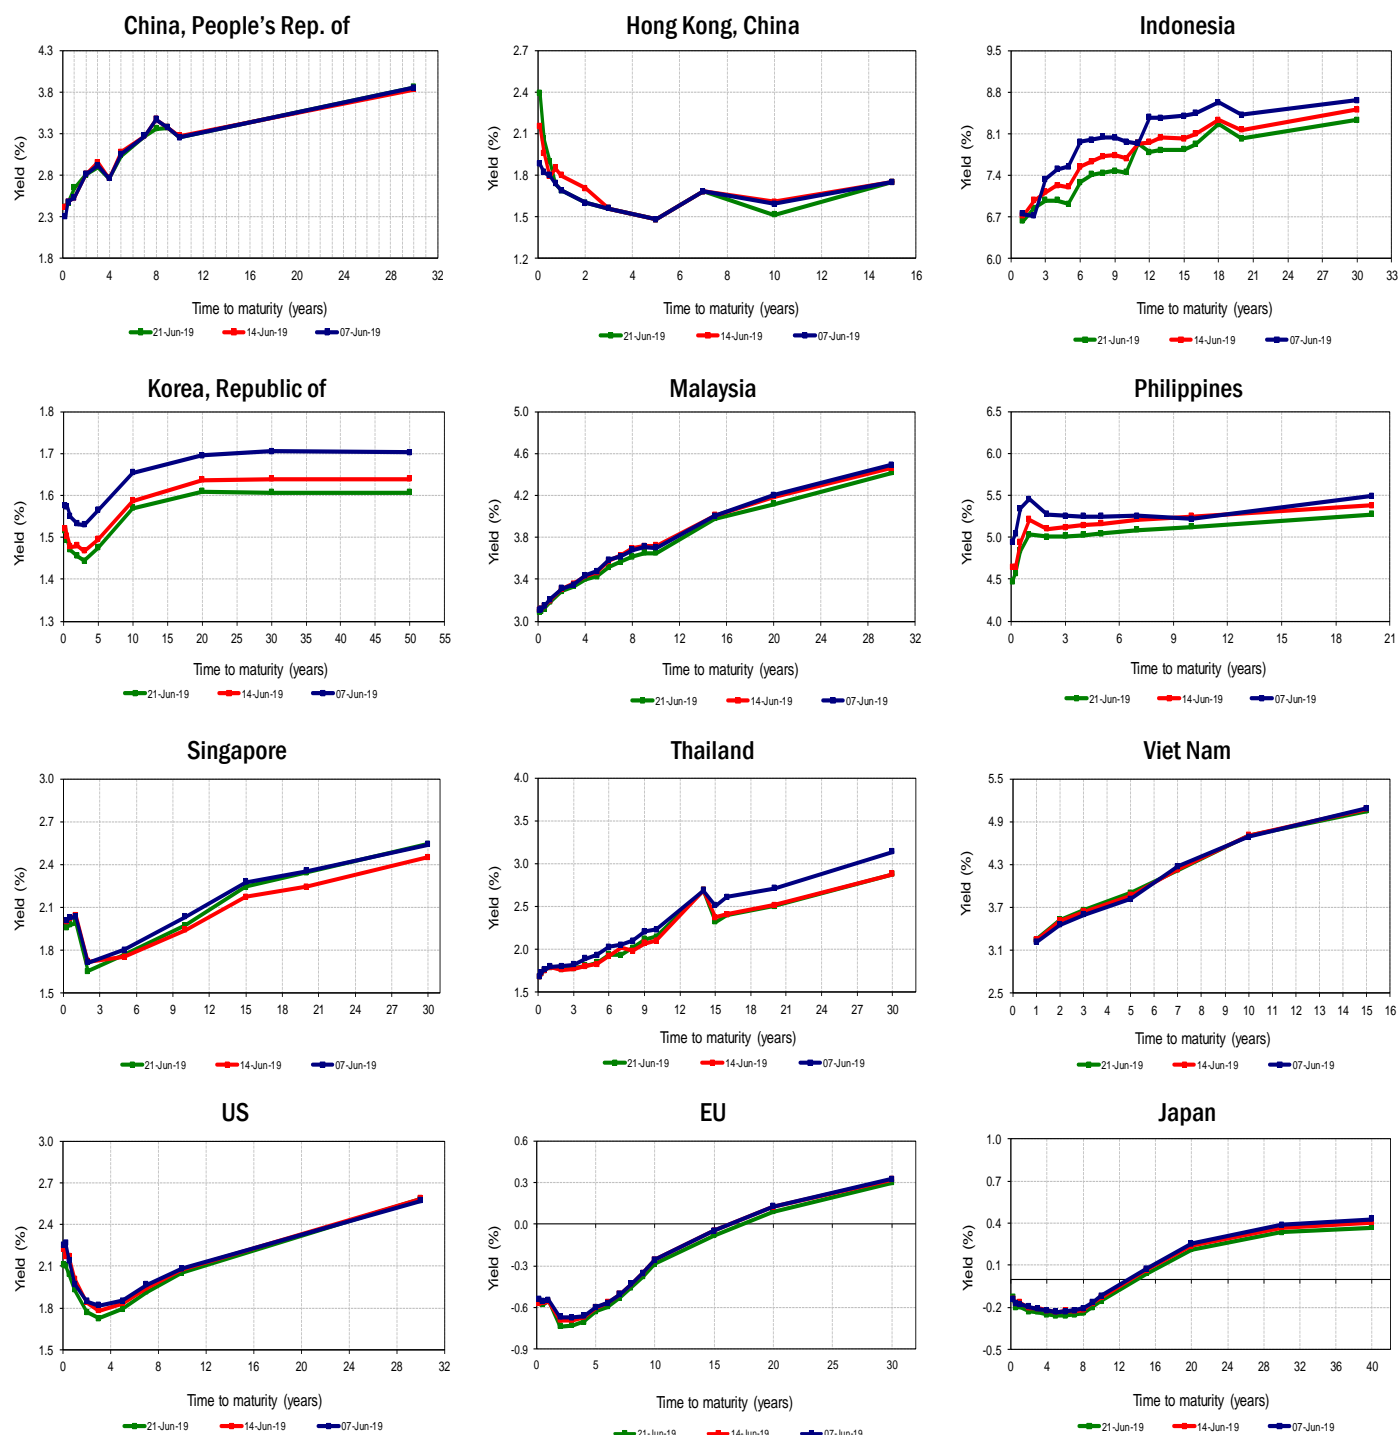 China, People's Rep. of
Hong Kong, China
Indonesia
4.3
3.8
3.3
2.8
2.3
1.8
Yield (%)
0 4 8 12 16 20 24 28 32
Time to maturity (years)
21-Jun-19 14-Jun-19 07-Jun-19
2.7
2.4
2.1
1.8
1.5
1.2
Yield (%)
0 2 4 6 8 10 12 14 16
Time to maturity (years)
21-Jun-19 14-Jun-19 07-Jun-19
9.5
8.8
8.1
7.4
6.7
6.0
Yield (%)
0 3 6 9 12 15 18 21 24 27 30 33
Time to maturity (years)
21-Jun-19 14-Jun-19 07-Jun-19
Korea, Republic of
Malaysia
Philippines
1.8
1.7
1.6
1.5
1.4
1.3
Yield (%)
0 5 10 15 20 25 30 35 40 45 50 55
Time to maturity (years)
21-Jun-19 14-Jun-19 07-Jun-19
5.0
4.6
4.2
3.8
3.4
3.0
Yield (%)
0 4 8 12 16 20 24 28 32
Time to maturity (years)
21-Jun-19 14-Jun-19 07-Jun-19
6.5
6.0
5.5
5.0
4.5
4.0
Yield (%)
0 3 6 9 12 15 18 21
Time to maturity (years)
21-Jun-19 14-Jun-19 07-Jun-19
Singapore
Thailand
Viet Nam
3.0
2.7
2.4
2.1
1.8
1.5
Yield (%)
0 3 6 9 12 15 18 21 24 27 30
Time to maturity (years)
21-Jun-19 14-Jun-19 07-Jun-19
4.0
3.5
3.0
2.5
2.0
1.5
Yield (%)
0 3 6 9 12 15 18 21 24 27 30
Time to maturity (years)
21-Jun-19 14-Jun-19 07-Jun-19
5.5
4.9
4.3
3.7
3.1
2.5
Yield (%)
0 1 2 3 4 5 6 7 8 9 10 11 12 13 14 15 16
Time to maturity (years)
21-Jun-19 14-Jun-19 07-Jun-19
US
EU
Japan
3.0
2.7
2.4
2.1
1.8
1.5
Yield (%)
0 4 8 12 16 20 24 28 32
Time to maturity (years)
21-Jun-19 14-Jun-19 07-Jun-19
0.6
0.3
0.0
-0.3
-0.6
-0.9
Yield (%)
0 5 10 15 20 25 30
Time to maturity (years)
21-Jun-19 14-Jun-19 07-Jun-19
1.0
0.7
0.4
0.1
-0.2
-0.5
Yield (%)
0 4 8 12 16 20 24 28 32 36 40
Time to maturity (years)
21-Jun-19 14-Jun-19 07-Jun-19